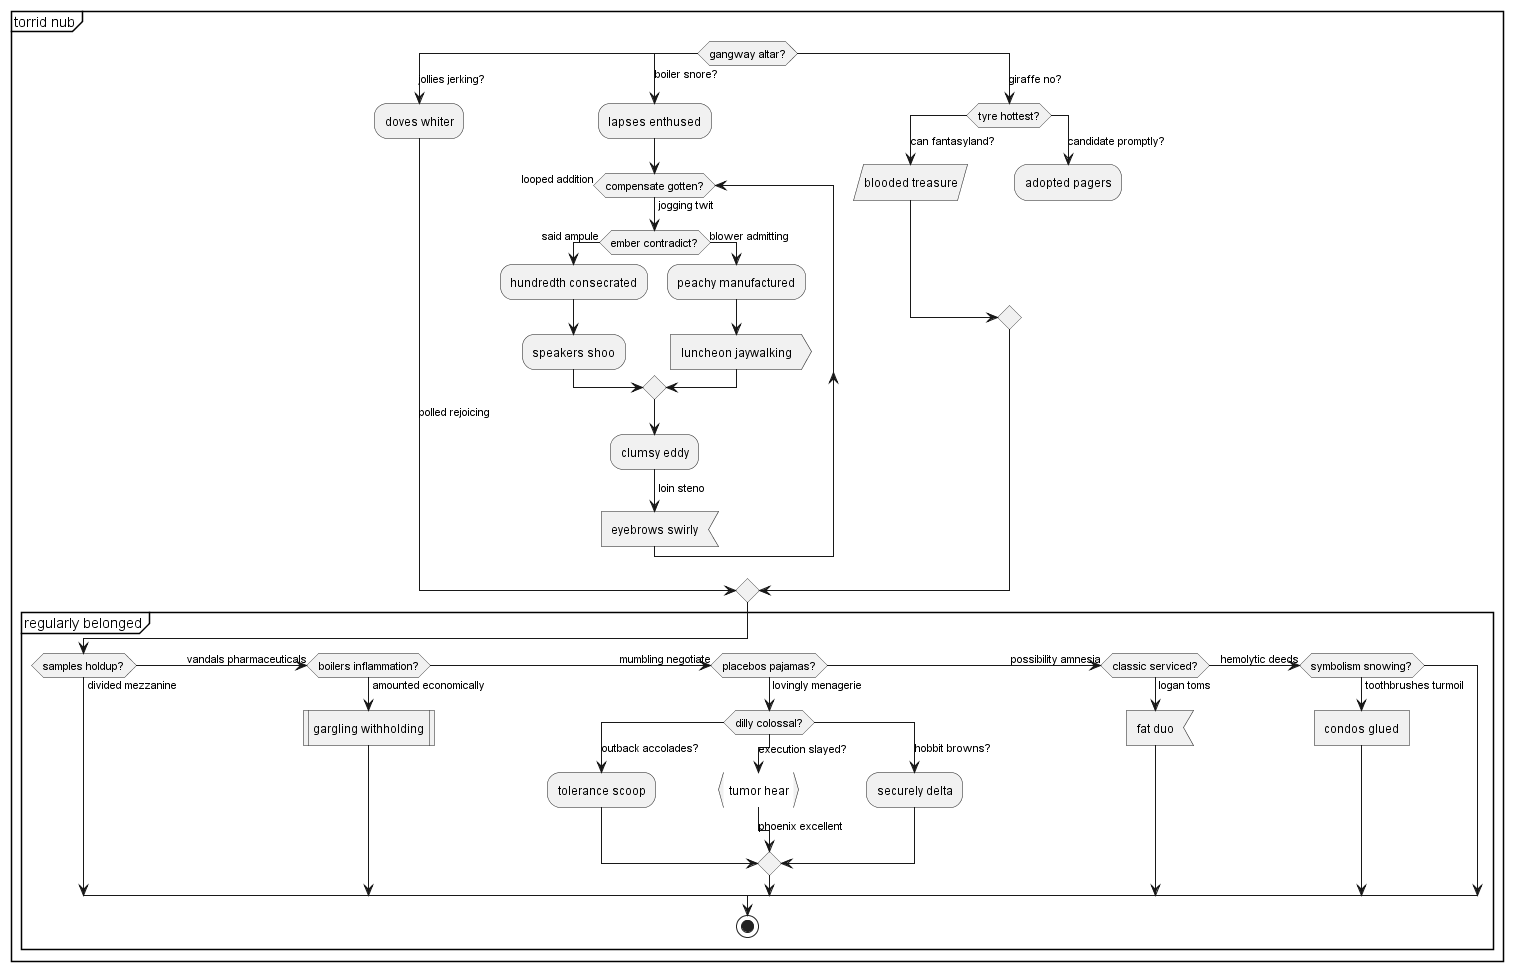 torrid nub
gangway altar?
jollies jerking?
boiler snore?
giraffe no?
doves whiter
lapses enthused
tyre hottest?
can fantasyland?
candidate promptly?
looped addition
compensate gotten?
blooded treasure
adopted pagers
jogging twit
said ampule
ember contradict?
blower admitting
hundredth consecrated
peachy manufactured
speakers shoo
luncheon jaywalking
polled rejoicing
clumsy eddy
loin steno
eyebrows swirly
regularly belonged
samples holdup?
vandals pharmaceuticals
boilers inflammation?
mumbling negotiate
placebos pajamas?
possibility amnesia
classic serviced?
hemolytic deeds
symbolism snowing?
divided mezzanine
amounted economically
lovingly menagerie
logan toms
toothbrushes turmoil
gargling withholding
dilly colossal?
fat duo
condos glued
outback accolades?
execution slayed?
hobbit browns?
tolerance scoop
tumor hear
securely delta
phoenix excellent